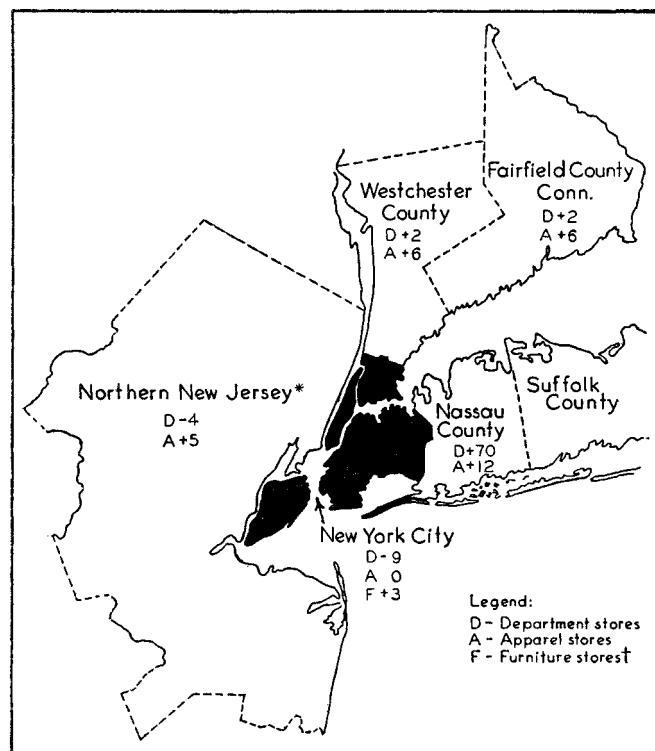 Fairfield County
Conn.
D+2
A+6
Westchester
County
D+2
A+6
Northern New Jersey*
D-4
A+5
Suffolk
County
Nassau
County
D+70
A+12
New York City
D-9
A 0
F+3
Legend:
D- Department stores
A- Apparel stores
F- Furniture stores†